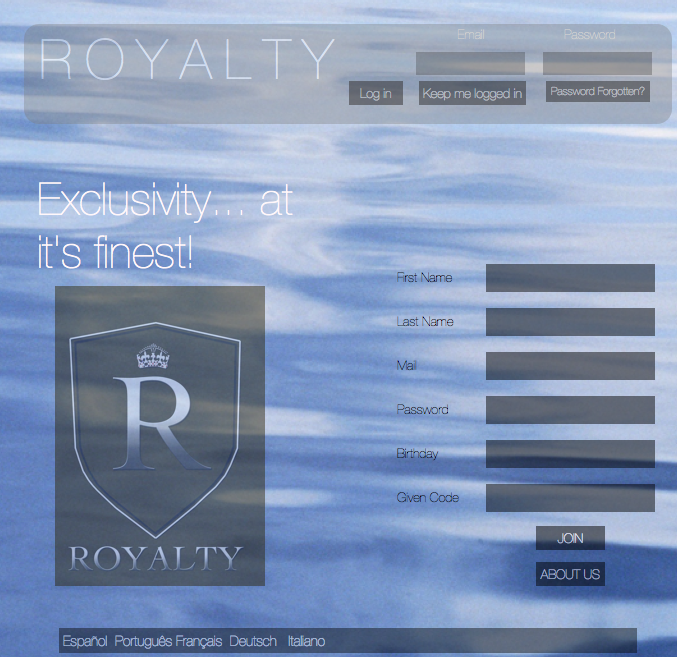 ROYALTY
Email Password
Log in Keep me logged in Password Forgotten?
Exclusivity... at
it's finest!
First Name
Last Name
Mail
Password
Birthday
Given Code
R
ROYALTY
JOIN
ABOUT US
Español Português Français Deutsch Italiano